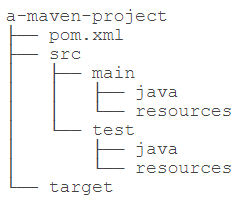 a-maven-project
├── pom.xml
├── src
│   ├── main
│   │   ├── java
│   │   └── resources
│   └── test
│       ├── java
│       └── resources
└── target